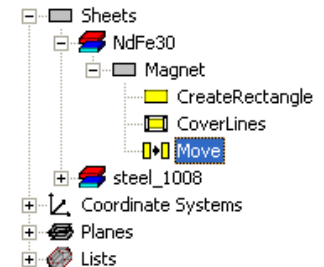 Sheets
NdFe30
Magnet
CreateRectangle
CoverLines
Move
steel_1008
Coordinate Systems
Planes
Lists